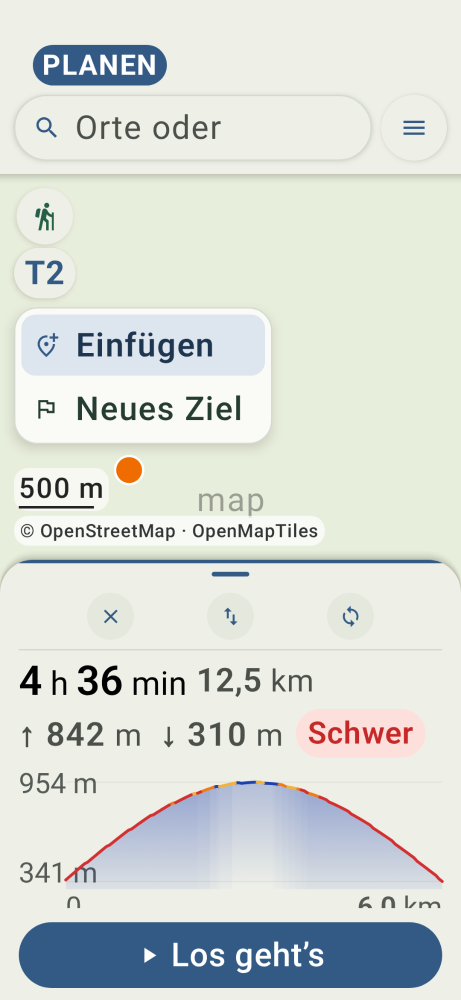 PLANEN
Orte oder
T2
Einfügen
Neues Ziel
500 m
map
© OpenStreetMap · OpenMapTiles
4 h 36 min 12,5 km
↑ 842 m ↓ 310 m Schwer
954 m
341 m
0 6,0 km
Los geht’s